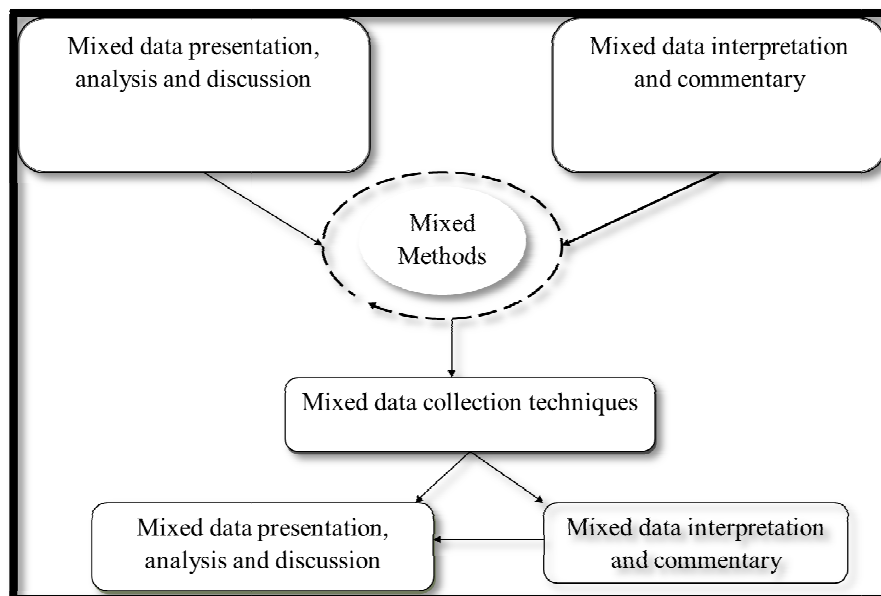 Mixed data presentation,
analysis and discussion
Mixed data interpretation
and commentary
Mixed
Methods
Mixed data collection techniques
Mixed data presentation,
analysis and discussion
Mixed data interpretation
and commentary